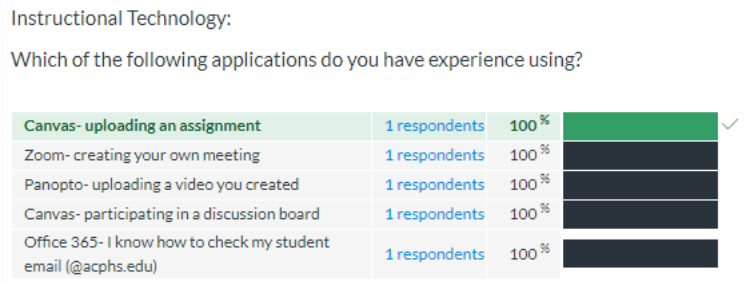 Instructional Technology:
Which of the following applications do you have experience using?
Canvas- uploading an assignment 1 respondents 100 %
Zoom- creating your own meeting 1 respondents 100 %
Panopto- uploading a video you created 1 respondents 100 %
Canvas- participating in a discussion board 1 respondents 100 %
Office 365- I know how to check my student
email (@acphs.edu) 1 respondents 100 %